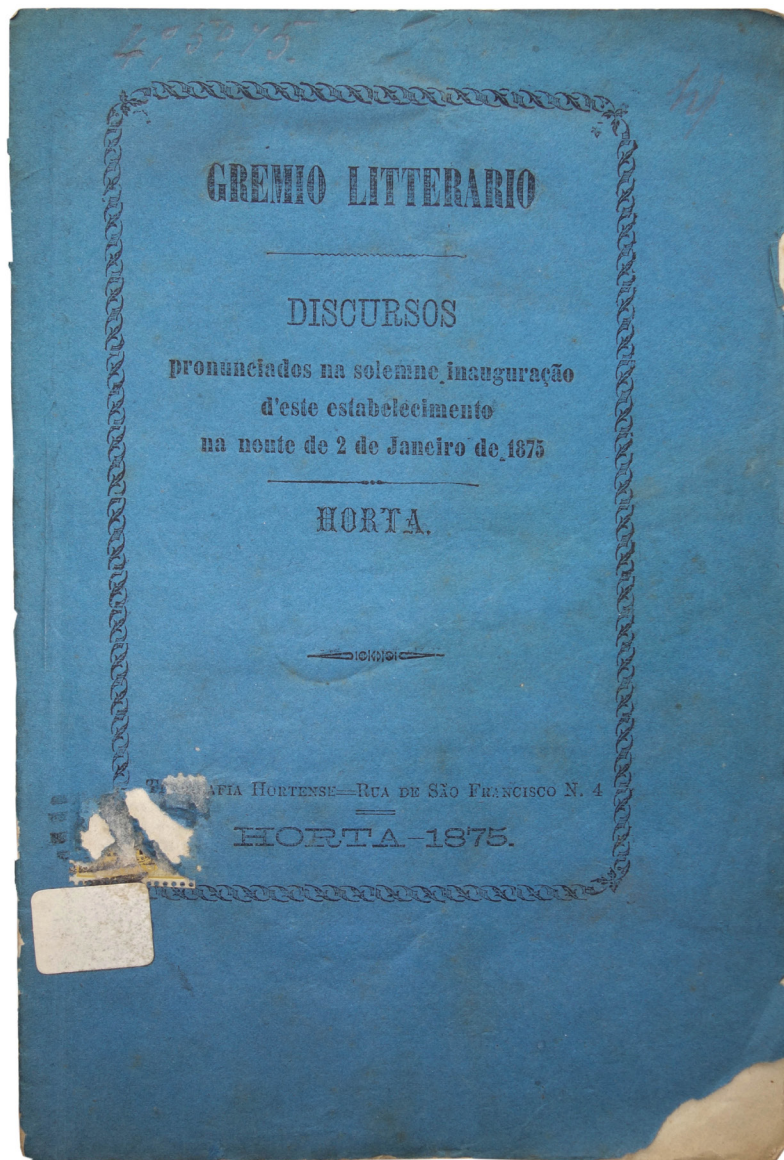 GREMIO LITTERARIO
DISCURSOS
pronunciados na solemne inauguração
d'este estabelecimento
na noute de 2 de Janeiro de 1875
HORTA.
HORTENSE=RUA DE SÃO FRANCISCO N. 4
HORTA-1875.